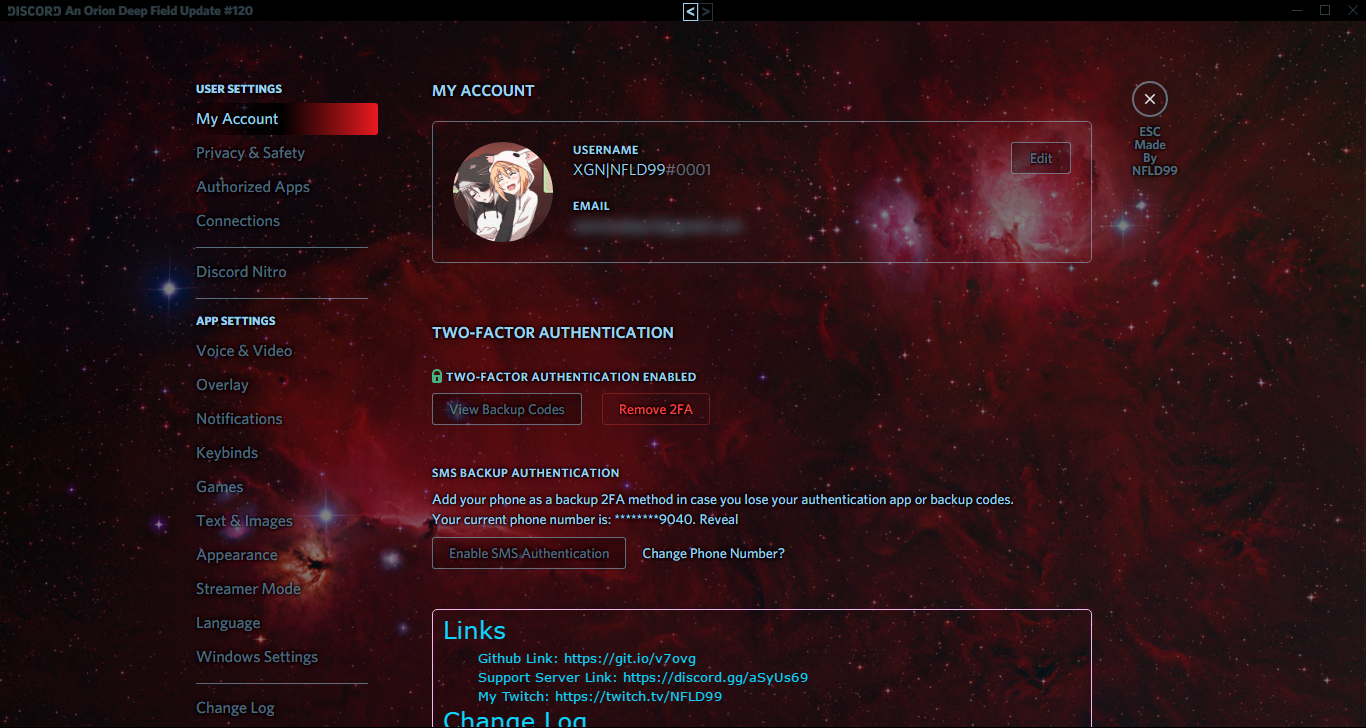 DISCORD An Orion Deep Field Update #120
< >
USER SETTINGS
My Account
Privacy & Safety
Authorized Apps
Connections
Discord Nitro
APP SETTINGS
Voice & Video
Overlay
Notifications
Keybinds
Games
Text & Images
Appearance
Streamer Mode
Language
Windows Settings
Change Log
MY ACCOUNT
USERNAME
XGN|NFLD99#0001
Edit
EMAIL
ESC
Made
By
NFLD99
TWO-FACTOR AUTHENTICATION
TWO-FACTOR AUTHENTICATION ENABLED
View Backup Codes
Remove 2FA
SMS BACKUP AUTHENTICATION
Add your phone as a backup 2FA method in case you lose your authentication app or backup codes.
Your current phone number is: ********9040. Reveal
Enable SMS Authentication
Change Phone Number?
Links
Github Link: https://git.io/v7ovg
Support Server Link: https://discord.gg/aSyUs69
My Twitch: https://twitch.tv/NFLD99
Change Log